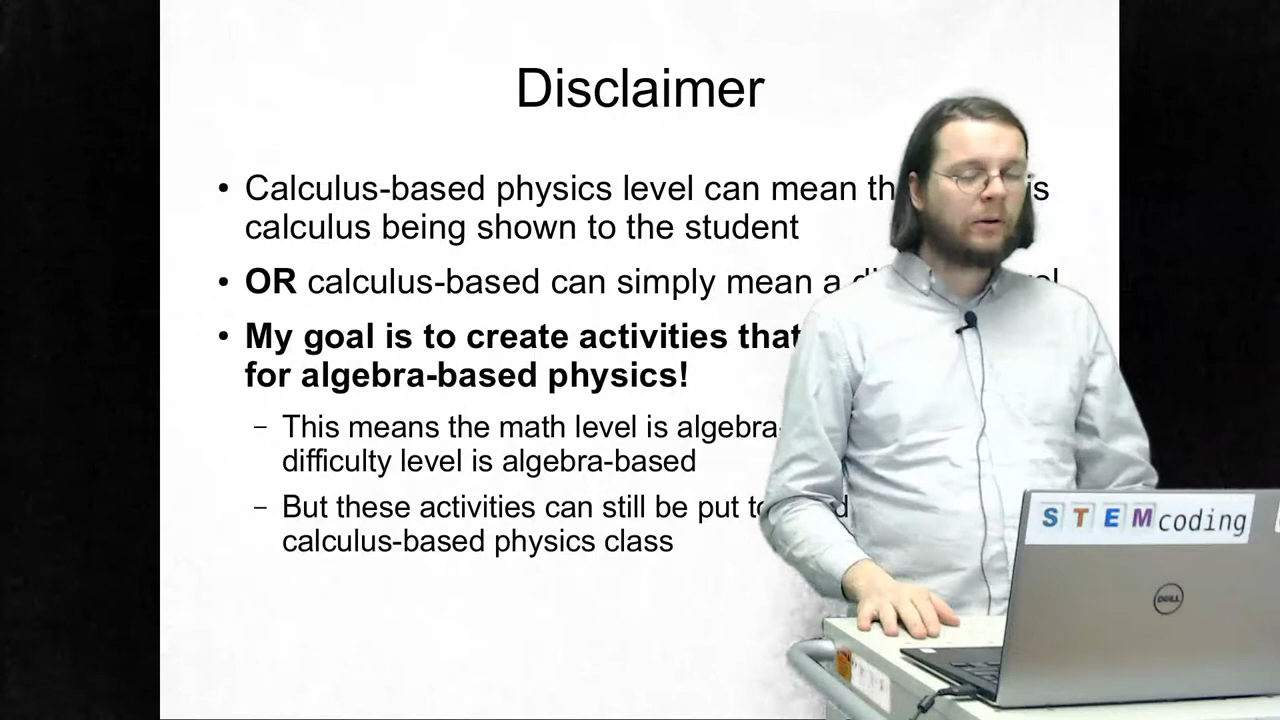 Disclaimer
• Calculus-based physics level can mean th is
calculus being shown to the student
• OR calculus-based can simply mean a
• My goal is to create activities that
for algebra-based physics!
– This means the math level is algebra-
difficulty level is algebra-based
– But these activities can still be put to
calculus-based physics class
STEMcoding
DELL